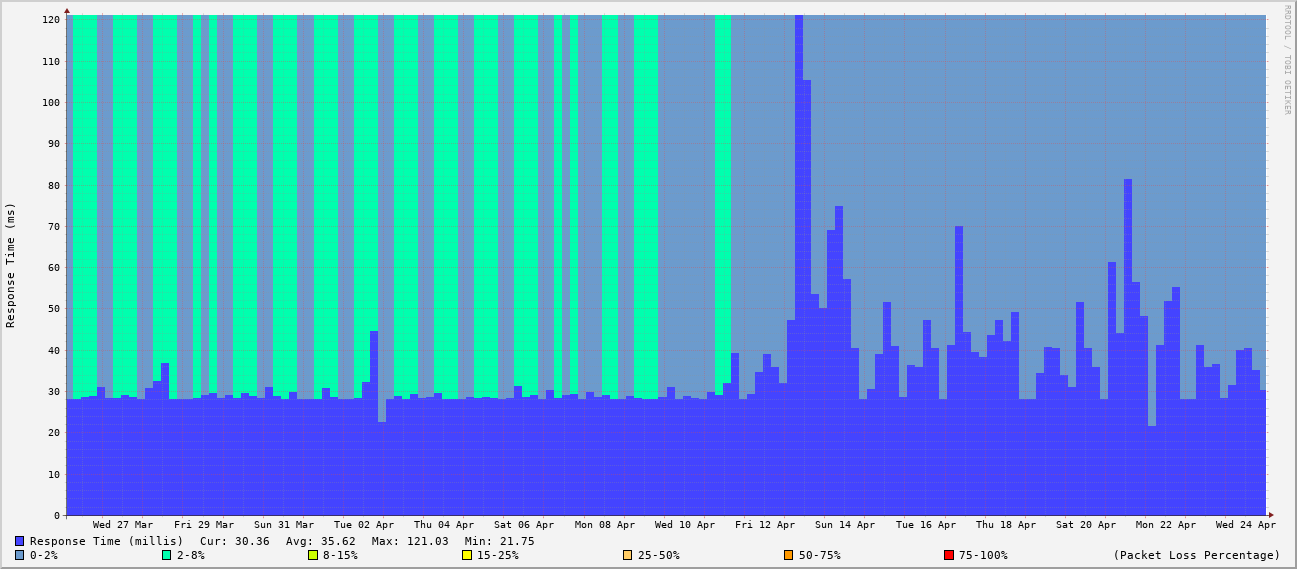 RRDTOOL / TOBI OETIKER
Response Time (ms)
120
110
100
90
80
70
60
50
40
30
20
10
0
Wed 27 Mar Fri 29 Mar Sun 31 Mar Tue 02 Apr Thu 04 Apr Sat 06 Apr Mon 08 Apr Wed 10 Apr Fri 12 Apr Sun 14 Apr Tue 16 Apr Thu 18 Apr Sat 20 Apr Mon 22 Apr Wed 24 Apr
Response Time (millis) Cur: 30.36 Avg: 35.62 Max: 121.03 Min: 21.75
0-2% 2-8% 8-15% 15-25% 25-50% 50-75% 75-100% (Packet Loss Percentage)